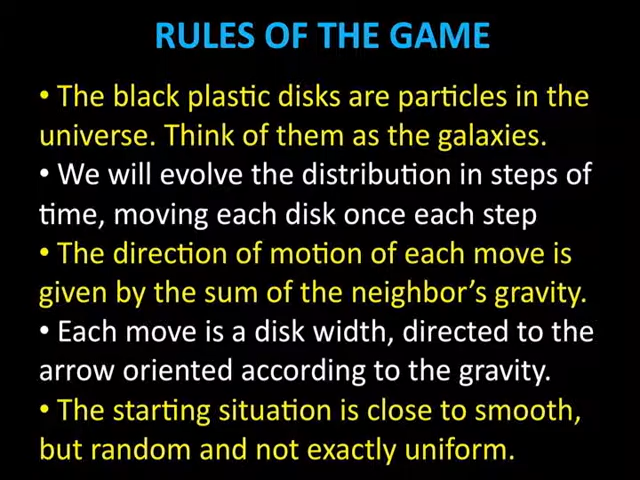 RULES OF THE GAME
• The black plastic disks are particles in the
universe. Think of them as the galaxies.
• We will evolve the distribution in steps of
time, moving each disk once each step
• The direction of motion of each move is
given by the sum of the neighbor's gravity.
• Each move is a disk width, directed to the
arrow oriented according to the gravity.
• The starting situation is close to smooth,
but random and not exactly uniform.